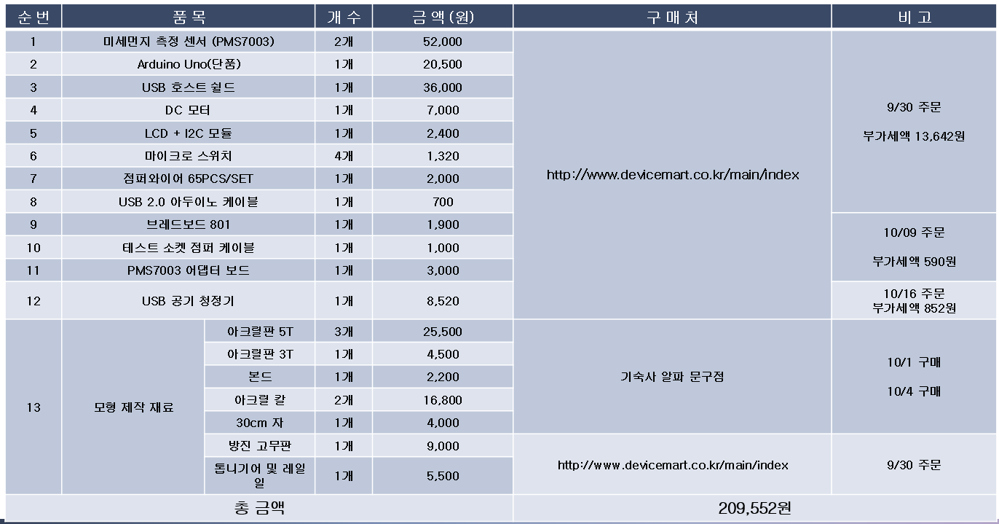 순 번 품 목 개 수 금 액 (원) 구 매 처 비 고
1 미세먼지 측정 센서 (PMS7003) 2개 52,000
2 Arduino Uno(단품) 1개 20,500
3 USB 호스트 쉴드 1개 36,000
4 DC 모터 1개 7,000
5 LCD + I2C 모듈 1개 2,400
6 마이크로 스위치 4개 1,320
7 점퍼와이어 65PCS/SET 1개 2,000
8 USB 2.0 아두이노 케이블 1개 700
9 브레드보드 801 1개 1,900
10 테스트 소켓 점퍼 케이블 1개 1,000
11 PMS7003 어댑터 보드 1개 3,000
12 USB 공기 청정기 1개 8,520
http://www.devicemart.co.kr/main/index
9/30 주문
부가세액 13,642원
10/09 주문
부가세액 590원
10/16 주문
부가세액 852원
13 모형 제작 재료
아크릴판 5T 3개 25,500
아크릴판 3T 1개 4,500
본드 1개 2,200
아크릴 칼 2개 16,800
30cm 자 1개 4,000
방진 고무판 1개 9,000
톱니기어 및 레일
일 1개 5,500
기숙사 알파 문구점
10/1 구매
10/4 구매
http://www.devicemart.co.kr/main/index 9/30 주문
총 금액 209,552원